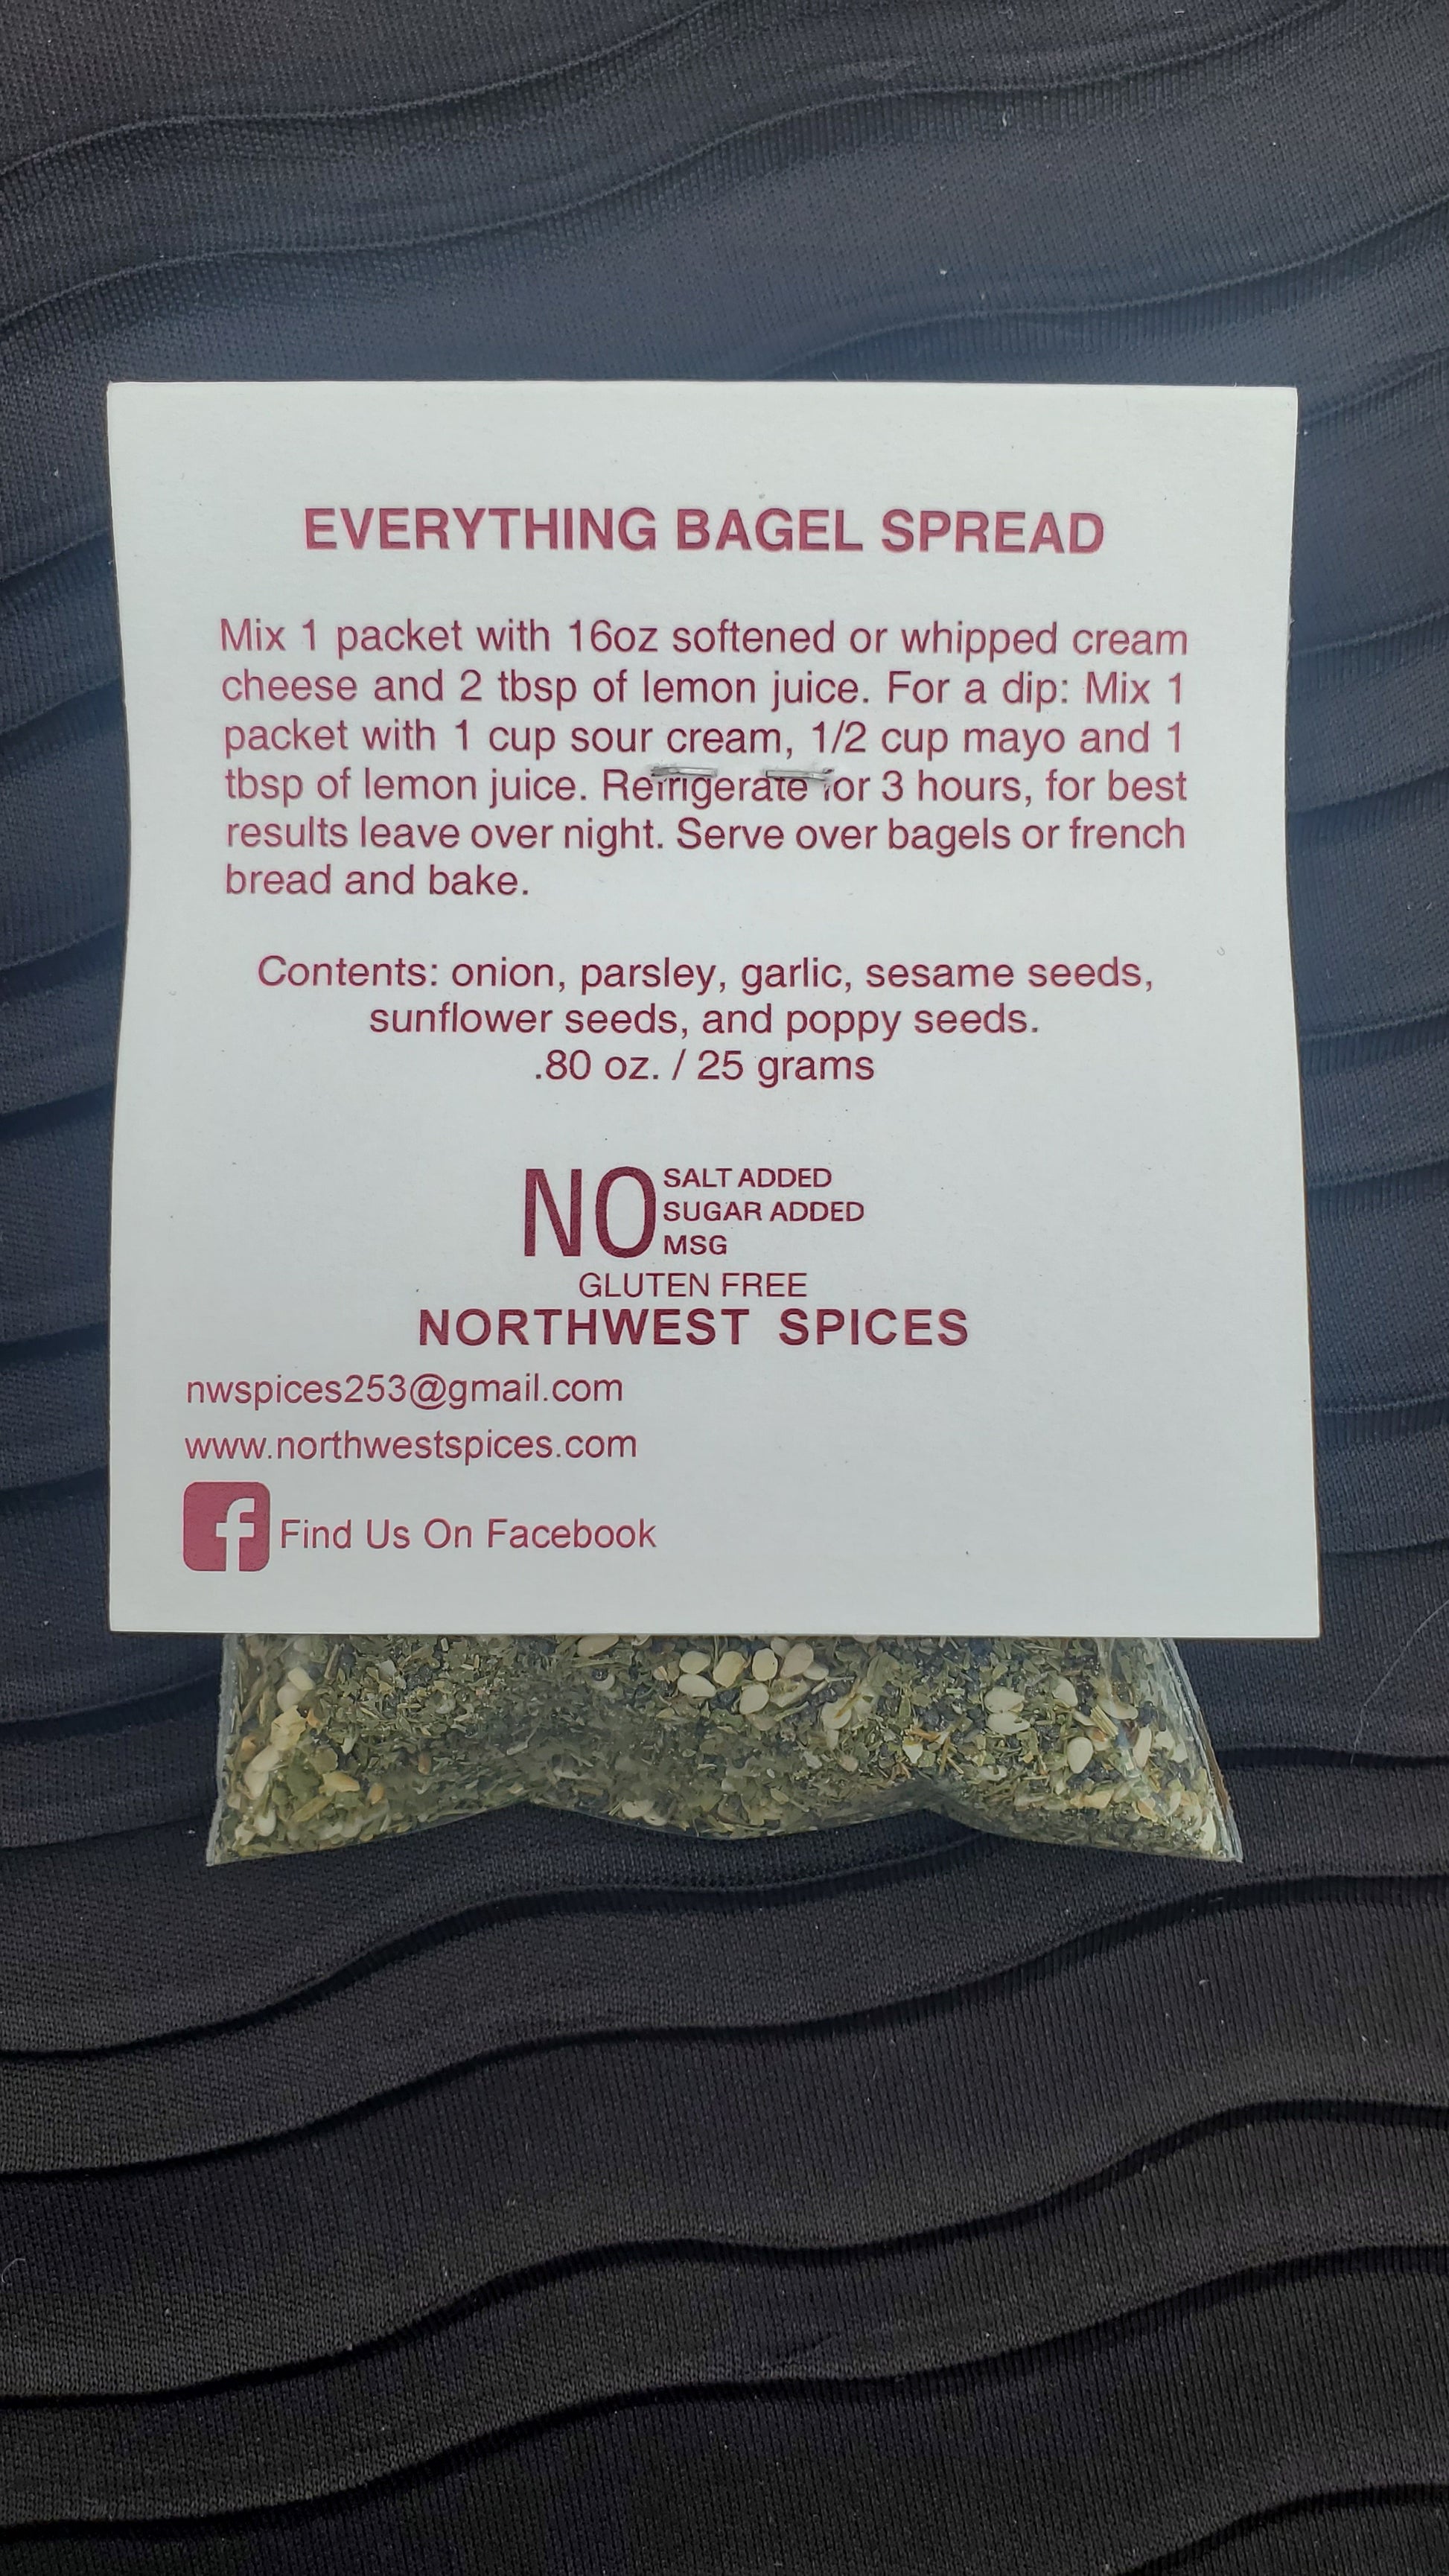 EVERYTHING BAGEL SPREAD
Mix 1 packet with 16oz softened or whipped cream
cheese and 2 tbsp of lemon juice. For a dip: Mix 1
packet with 1 cup sour cream, 1/2 cup mayo and 1
tbsp of lemon juice. Refrigerate for 3 hours, for best
results leave over night. Serve over bagels or french
bread and bake.
Contents: onion, parsley, garlic, sesame seeds,
sunflower seeds, and poppy seeds.
.80 oz. / 25 grams
NO SALT ADDED
SUGAR ADDED
MSG
GLUTEN FREE
NORTHWEST SPICES
nwspices253@gmail.com
www.northwestspices.com
f Find Us On Facebook